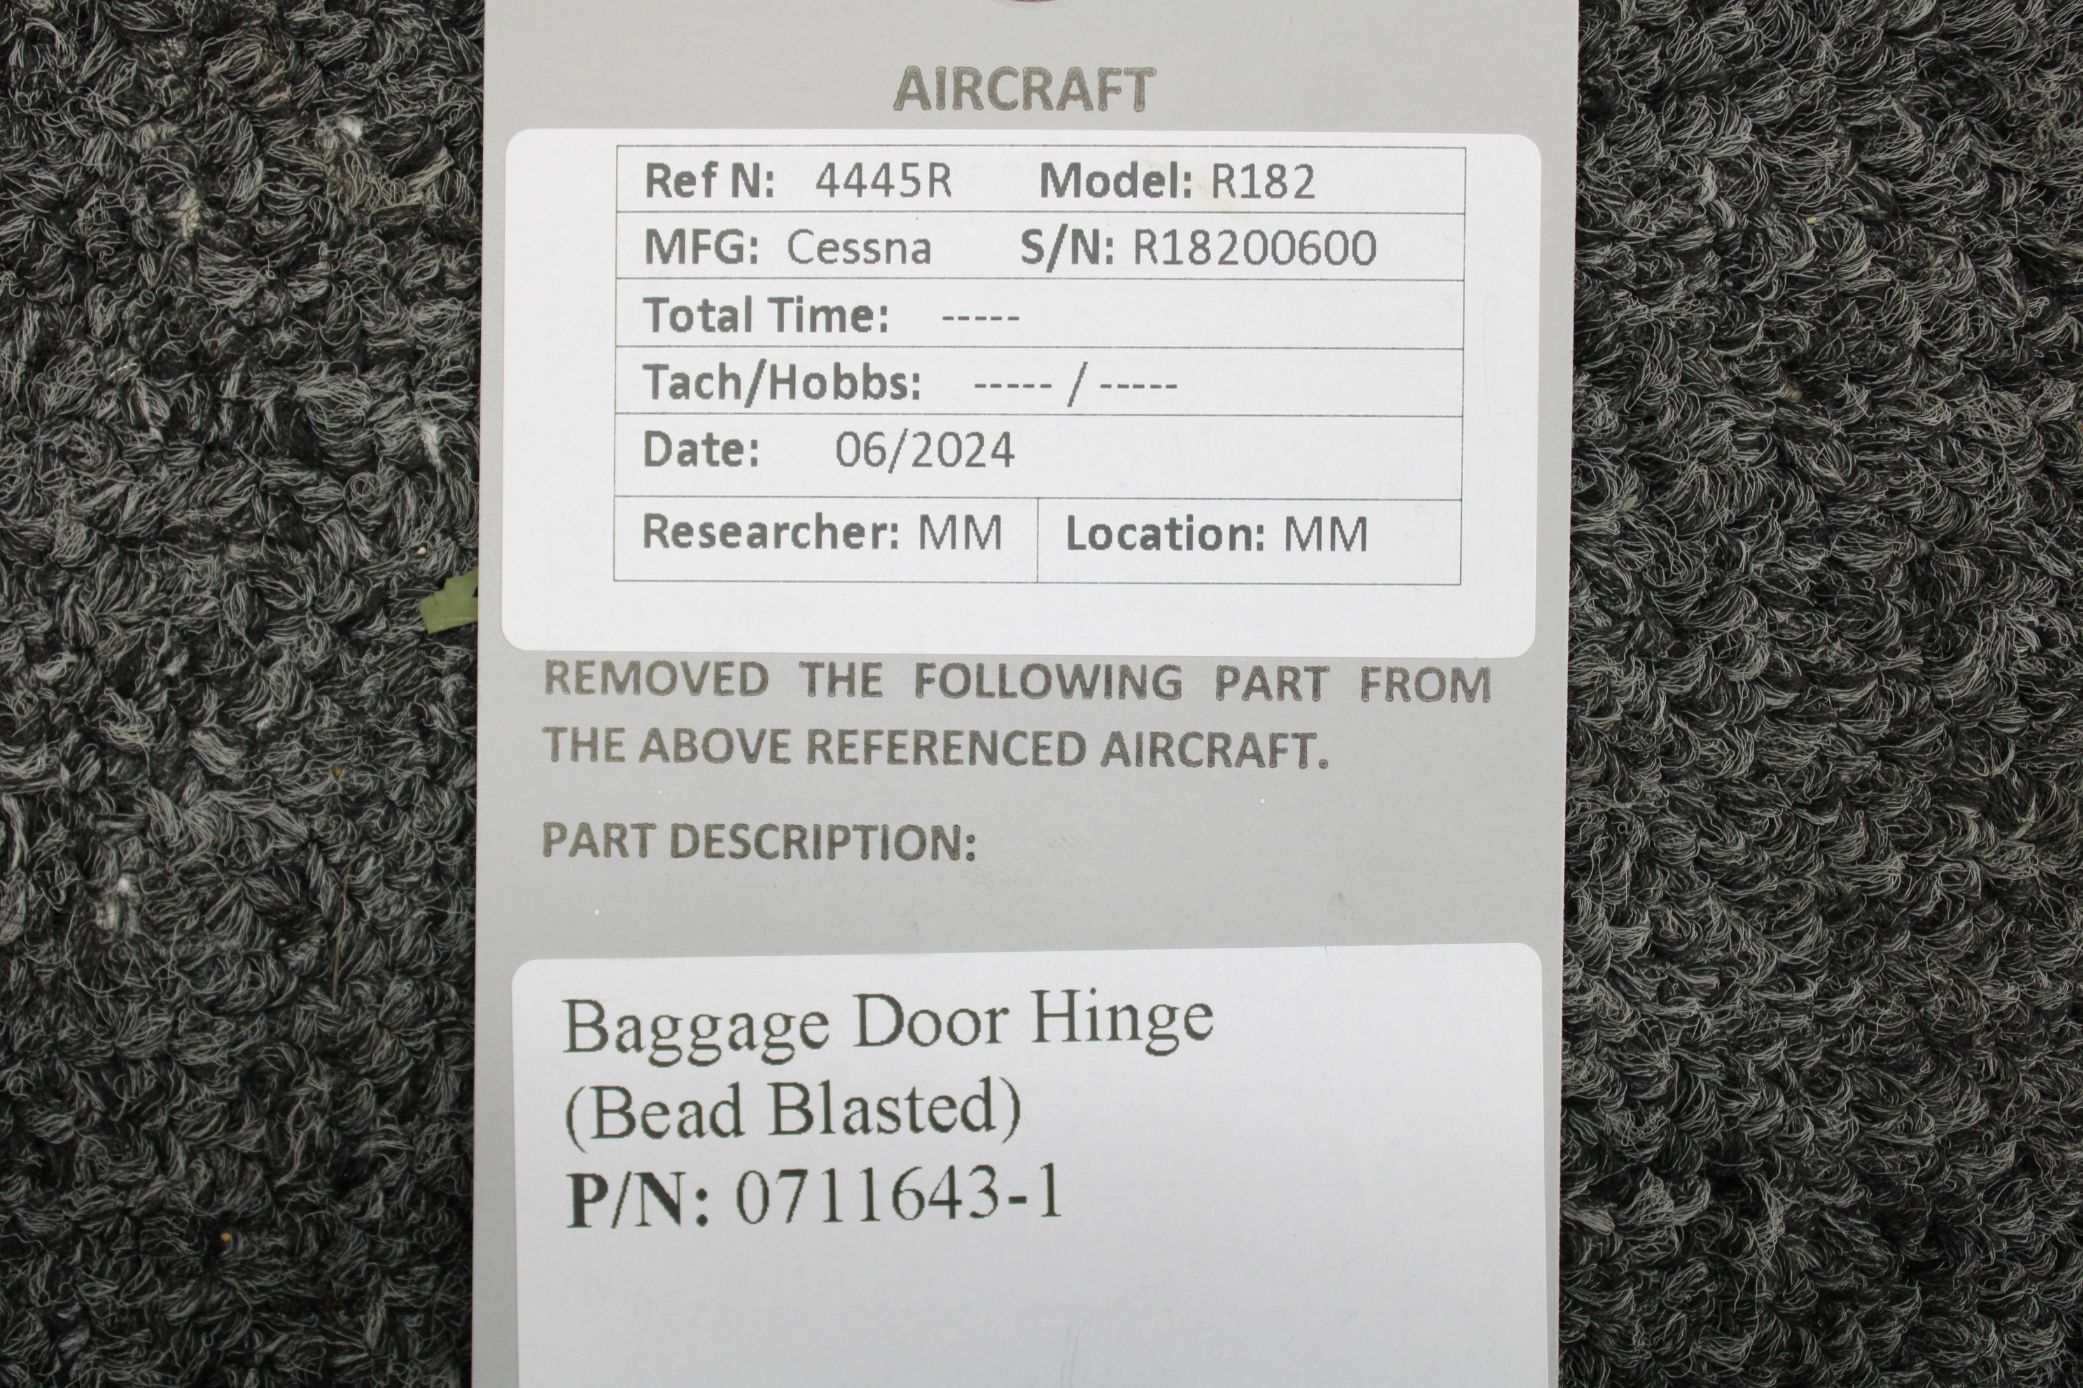 AIRCRAFT
Ref N: 4445R Model: R182
MFG: Cessna S/N: R18200600
Total Time: -----
Tach/Hobbs: ----- / -----
Date: 06/2024
Researcher: MM Location: MM
REMOVED THE FOLLOWING PART FROM
THE ABOVE REFERENCED AIRCRAFT.
PART DESCRIPTION:
Baggage Door Hinge
(Bead Blasted)
P/N: 0711643-1